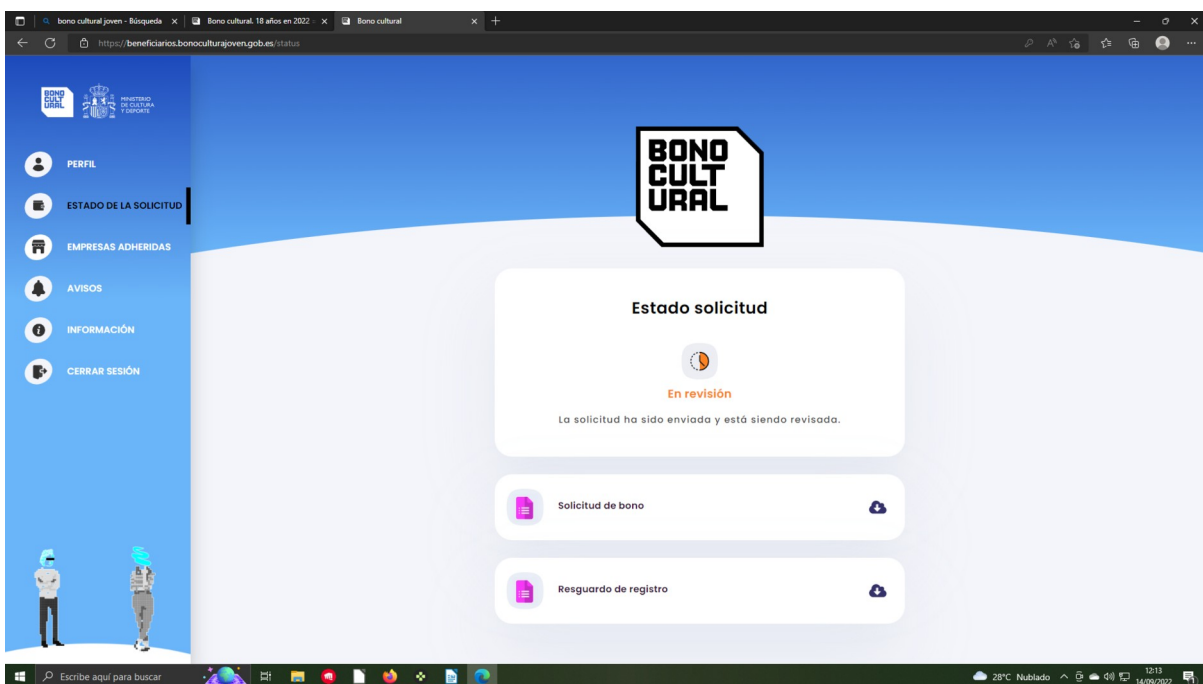 bono cultural joven - Búsqueda
Bono cultural. 18 años en 2022
Bono cultural
https://beneficiarios.bonoculturajoven.gob.es/status
BONO
CULT
URAL
MINISTERIO
DE CULTURA
Y DEPORTE
PERFIL
ESTADO DE LA SOLICITUD
EMPRESAS ADHERIDAS
AVISOS
INFORMACIÓN
CERRAR SESIÓN
BONO
CULT
URAL
Estado solicitud
En revisión
La solicitud ha sido enviada y está siendo revisada.
Solicitud de bono
Resguardo de registro
Escribe aquí para buscar
28°C Nublado
12:13
14/09/2022